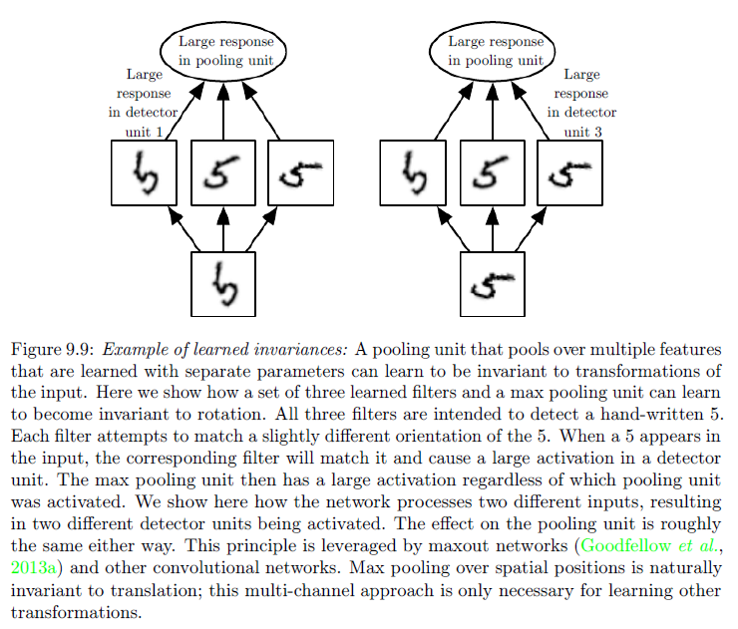 Large response
in pooling unit
Large
response
in detector
unit 1
5
5
5
5
Large response
in pooling unit
Large
response
in detector
unit 3
5
5
5
5
Figure 9.9: Example of learned invariances: A pooling unit that pools over multiple features
that are learned with separate parameters can learn to be invariant to transformations of
the input. Here we show how a set of three learned filters and a max pooling unit can learn
to become invariant to rotation. All three filters are intended to detect a hand-written 5.
Each filter attempts to match a slightly different orientation of the 5. When a 5 appears in
the input, the corresponding filter will match it and cause a large activation in a detector
unit. The max pooling unit then has a large activation regardless of which pooling unit
was activated. We show here how the network processes two different inputs, resulting
in two different detector units being activated. The effect on the pooling unit is roughly
the same either way. This principle is leveraged by maxout networks (Goodfellow et al.,
2013a) and other convolutional networks. Max pooling over spatial positions is naturally
invariant to translation; this multi-channel approach is only necessary for learning other
transformations.